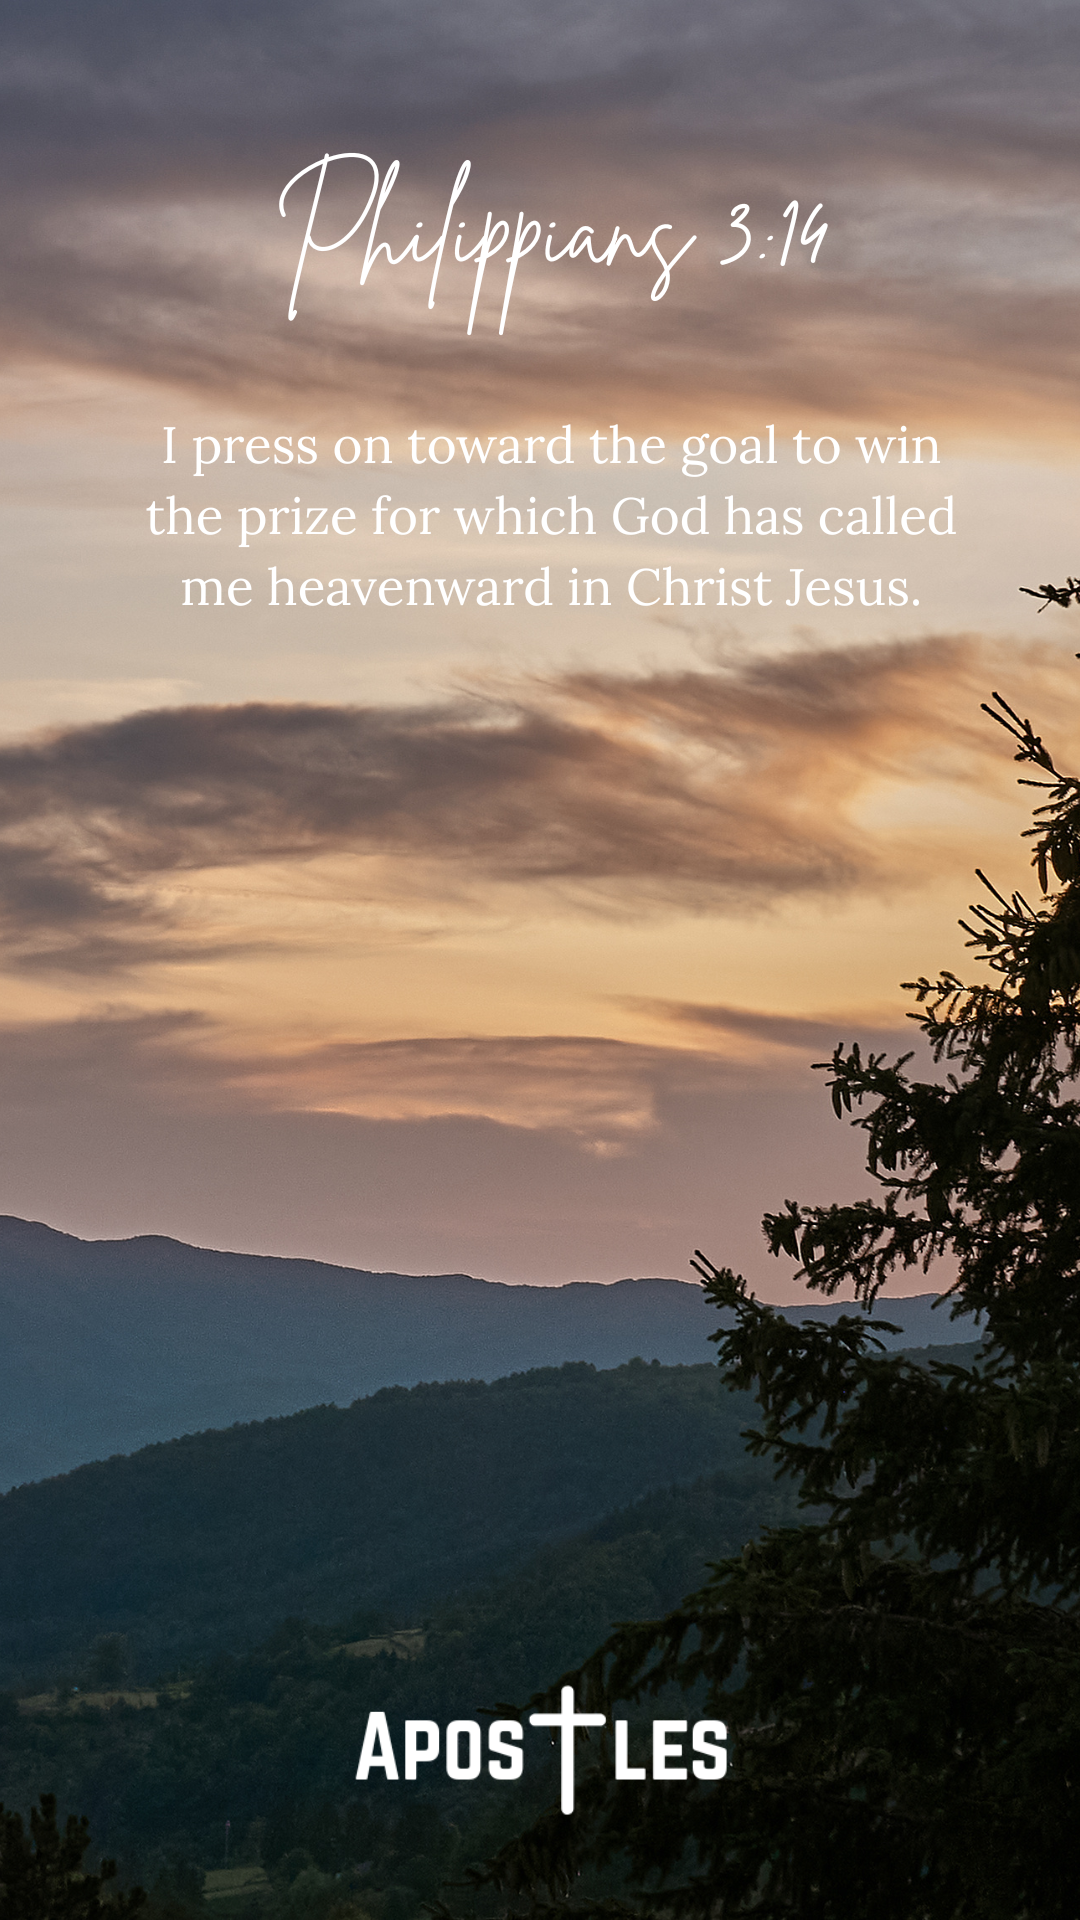 Philippians 3:14
I press on toward the goal to win
the prize for which God has called
me heavenward in Christ Jesus.
APOSTLES